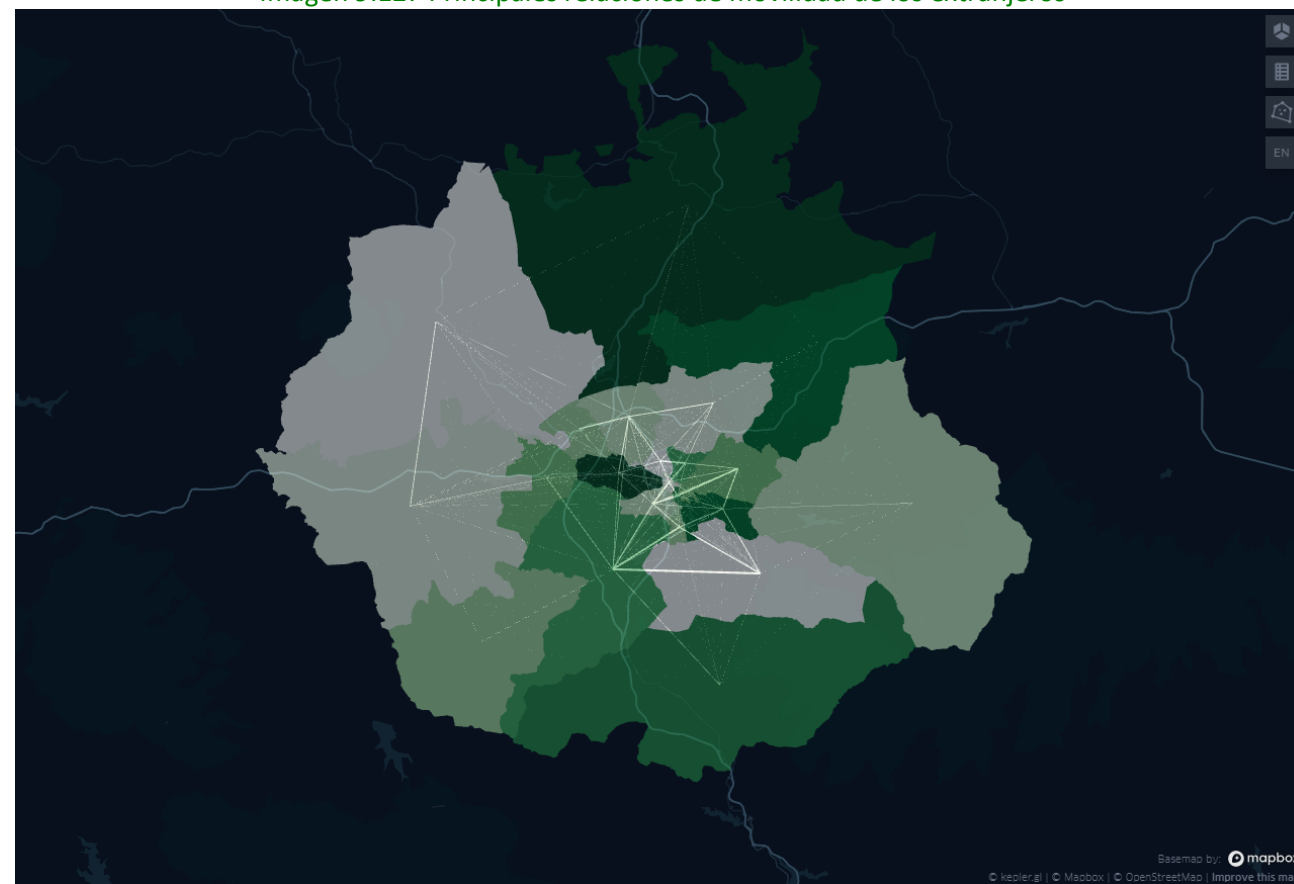 Principales relaciones de movilidad de los extranjeros
EN
Basemap by: mapbox
© kepler.gl | © Mapbox | © OpenStreetMap | Improve this ma